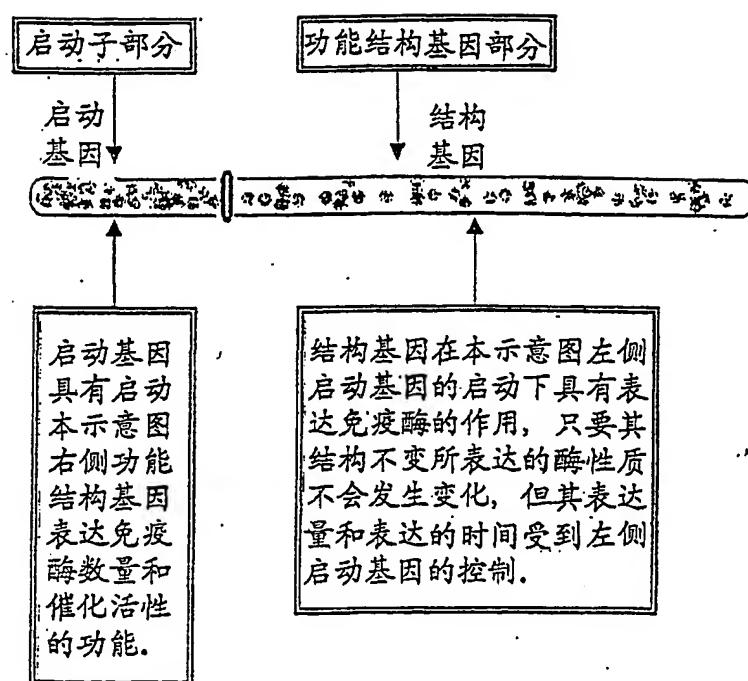 启动子部分
功能结构基因部分
启动
基因
结构
基因
启动基因
具有启动
本示意图
右侧功能
结构基因
表达免疫
酶数量和
催化活性
的功能.
结构基因在本示意图左侧
启动基因的启动下具有表
达免疫酶的作用, 只要其
结构不变所表达的酶性质
不会发生变化, 但其表达
量和表达的时间受到左侧
启动基因的控制.